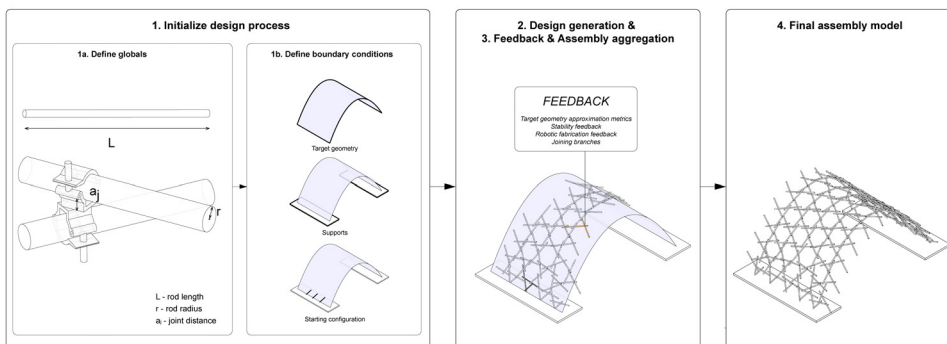 1. Initialize design process
1a. Define globals
L
aj
r
L - rod length
r - rod radius
aj - joint distance
1b. Define boundary conditions
Target geometry
Supports
Starting configuration
2. Design generation &
3. Feedback & Assembly aggregation
FEEDBACK
Target geometry approximation metrics
Stability feedback
Robotic fabrication feedback
Joining branches
4. Final assembly model